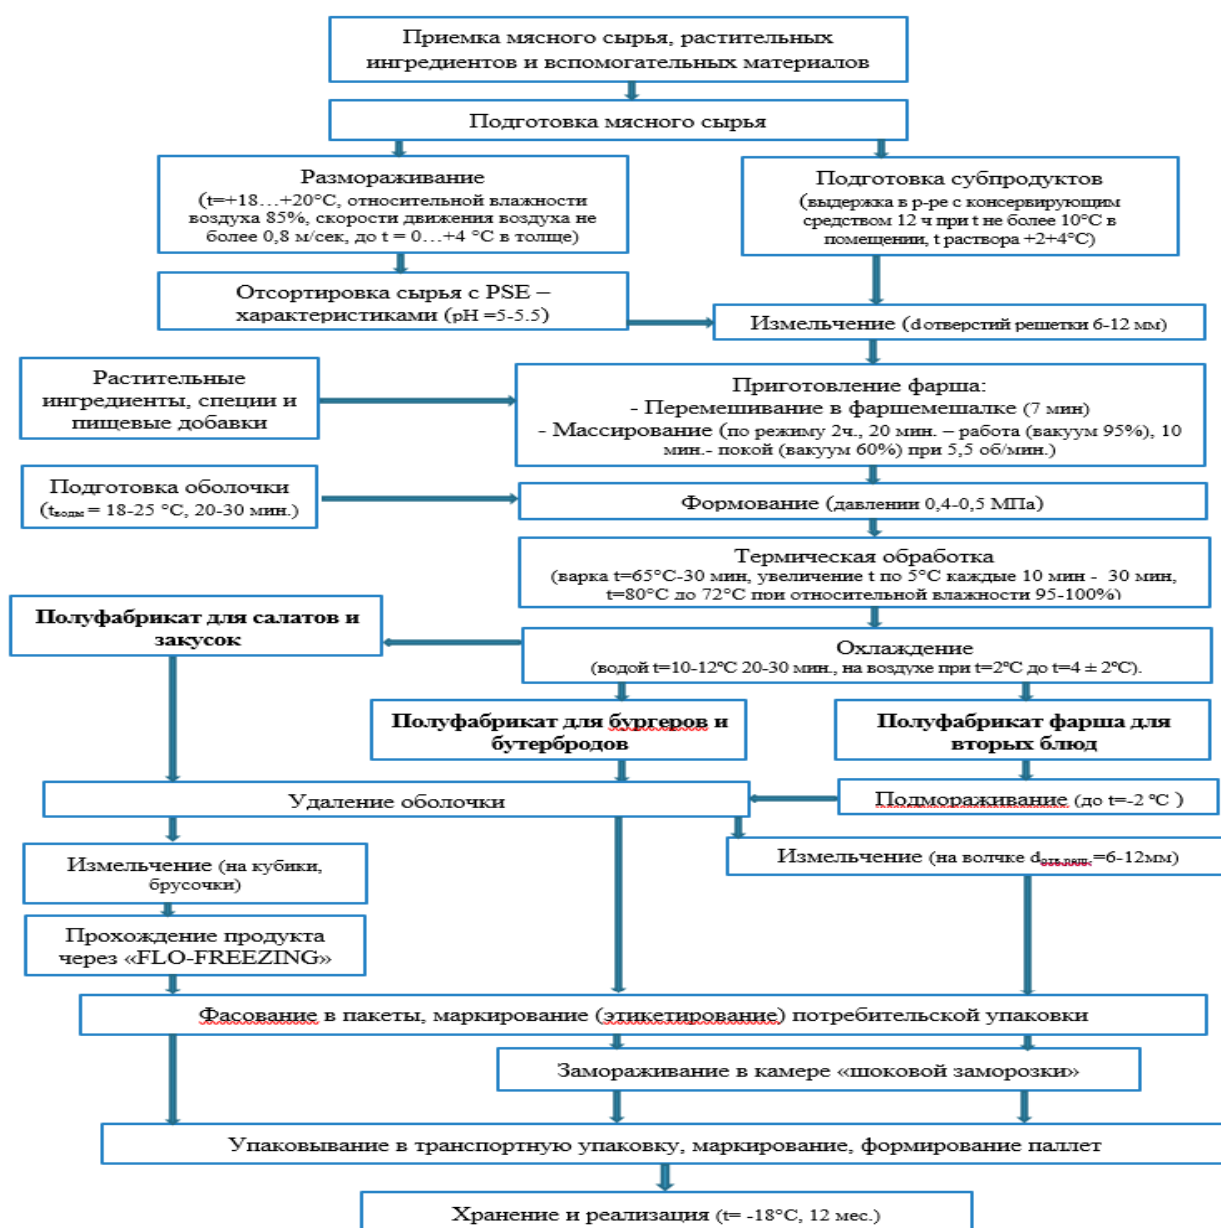 Приемка мясного сырья, растительных
ингредиентов и вспомогательных материалов
Подготовка мясного сырья
Размораживание
(t=+18…+20°С, относительной влажности
воздуха 85%, скорости движения воздуха не
более 0,8 м/сек, до t = 0…+4 °С в толще)
Подготовка субпродуктов
(выдержка в р-ре с консервирующим
средством 12 ч при t не более 10°С в
помещении, t раствора +2+4°С)
Отсортировка сырья с PSE –
характеристиками (pH =5-5.5)
Измельчение (d отверстий решетки 6-12 мм)
Растительные
ингредиенты, специи и
пищевые добавки
Приготовление фарша:
- Перемешивание в фаршемешалке (7 мин)
- Массирование (по режиму 2ч., 20 мин. – работа (вакуум 95%), 10
мин.- покой (вакуум 60%) при 5,5 об/мин.)
Подготовка оболочки
(tводы = 18-25 °С, 20-30 мин.)
Формование (давлении 0,4-0,5 МПа)
Термическая обработка
(варка t=65°С-30 мин, увеличение t по 5°С каждые 10 мин - 30 мин,
t=80°С до 72°С при относительной влажности 95-100%)
Полуфабрикат для салатов и
закусок
Охлаждение
(водой t=10-12°С 20-30 мин., на воздухе при t=2°С до t=4 ± 2°С).
Полуфабрикат для бургеров и
бутербродов
Полуфабрикат фарша для
вторых блюд
Удаление оболочки
Подмораживание (до t=-2 °С )
Измельчение (на кубики,
брусочки)
Измельчение (на волчке dотв.реш.=6-12мм)
Прохождение продукта
через «FLO-FREEZING»
Фасование в пакеты, маркирование (этикетирование) потребительской упаковки
Замораживание в камере «шоковой заморозки»
Упаковывание в транспортную упаковку, маркирование, формирование паллет
Хранение и реализация (t= -18°С, 12 мес.)